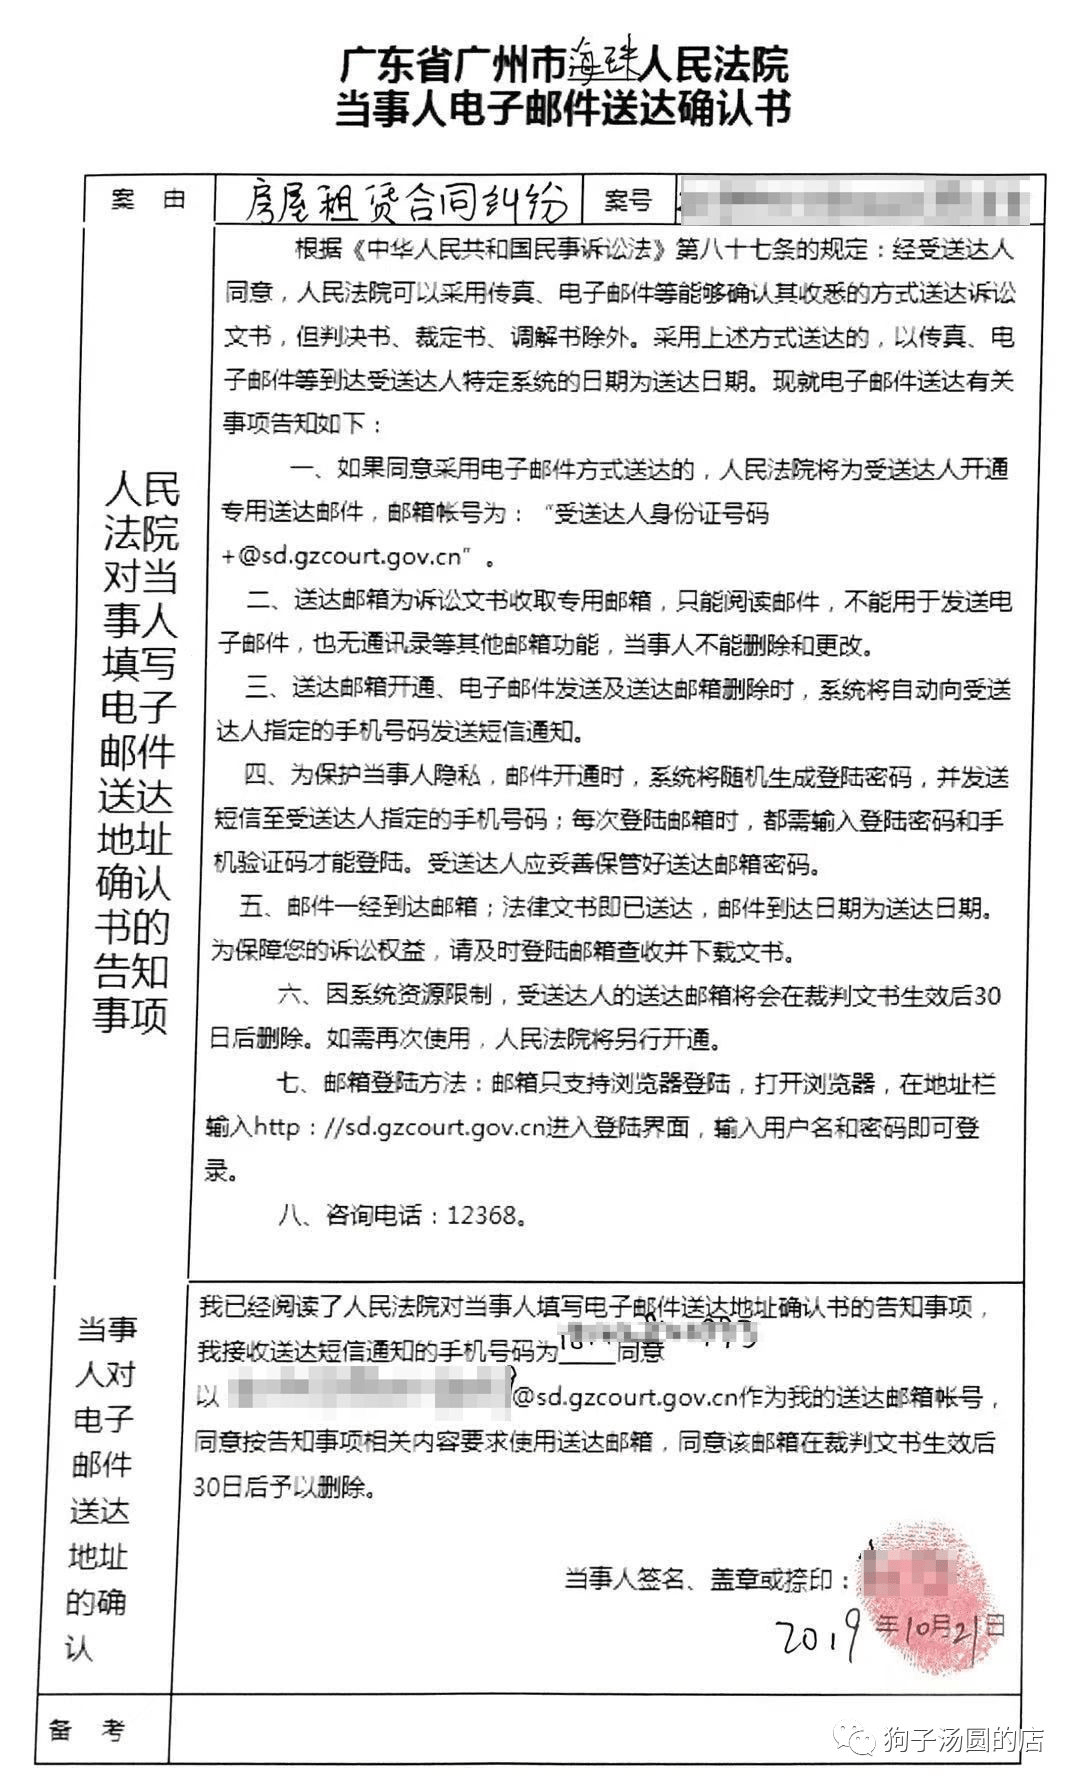 广东省广州市海珠人民法院
当事人电子邮件送达确认书
案 由 房屋租赁合同纠纷 案号
人民
法院
对当
事人
填写
电子
邮件
送达
地址
确认
书的
告知
事项
根据《中华人民共和国民事诉讼法》第八十七条的规定：经受送达人
同意，人民法院可以采用传真、电子邮件等能够确认其收悉的方式送达诉讼
文书，但判决书、裁定书、调解书除外。采用上述方式送达的，以传真、电
子邮件等到达受送达人特定系统的日期为送达日期。现就电子邮件送达有关
事项告知如下：
一、如果同意采用电子邮件方式送达的，人民法院将为受送达人开通
专用送达邮件，邮箱帐号为：“受送达人身份证号码
+@sd.gzcourt.gov.cn”。
二、送达邮箱为诉讼文书收取专用邮箱，只能阅读邮件，不能用于发送电
子邮件，也无通讯录等其他邮箱功能，当事人不能删除和更改。
三、送达邮箱开通、电子邮件发送及送达邮箱删除时，系统将自动向受送
达人指定的手机号码发送短信通知。
四、为保护当事人隐私，邮件开通时，系统将随机生成登陆密码，并发送
短信至受送达人指定的手机号码；每次登陆邮箱时，都需输入登陆密码和手
机验证码才能登陆。受送达人应妥善保管好送达邮箱密码。
五、邮件一经到达邮箱；法律文书即已送达，邮件到达日期为送达日期。
为保障您的诉讼权益，请及时登陆邮箱查收并下载文书。
六、因系统资源限制，受送达人的送达邮箱将会在裁判文书生效后30
日后删除。如需再次使用，人民法院将另行开通。
七、邮箱登陆方法：邮箱只支持浏览器登陆，打开浏览器，在地址栏
输入http：//sd.gzcourt.gov.cn进入登陆界面，输入用户名和密码即可登
录。
八、咨询电话：12368。
当事
人对
电子
邮件
送达
地址
的确
认
我已经阅读了人民法院对当事人填写电子邮件送达地址确认书的告知事项，
我接收送达短信通知的手机号码为____同意
以 @sd.gzcourt.gov.cn作为我的送达邮箱帐号，
同意按告知事项相关内容要求使用送达邮箱，同意该邮箱在裁判文书生效后
30日后予以删除。
当事人签名、盖章或捺印：
2019年10月21日
备 考
狗子汤圆的店